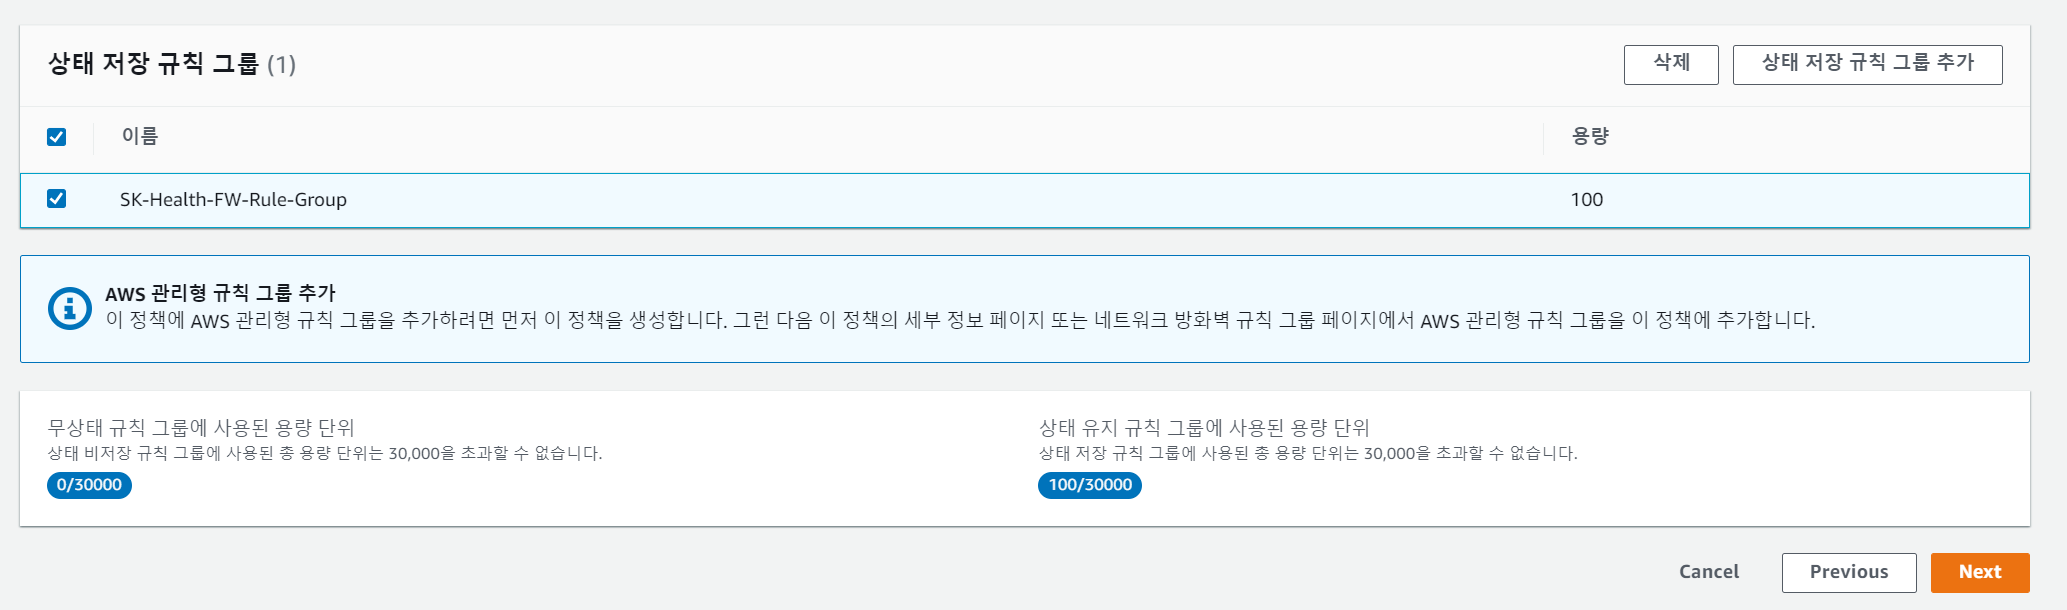 상태 저장 규칙 그룹 (1)
삭제
상태 저장 규칙 그룹 추가
이름
용량
SK-Health-FW-Rule-Group
100
AWS 관리형 규칙 그룹 추가
이 정책에 AWS 관리형 규칙 그룹을 추가하려면 먼저 이 정책을 생성합니다. 그런 다음 이 정책의 세부 정보 페이지 또는 네트워크 방화벽 규칙 그룹 페이지에서 AWS 관리형 규칙 그룹을 이 정책에 추가합니다.
무상태 규칙 그룹에 사용된 용량 단위
상태 비저장 규칙 그룹에 사용된 총 용량 단위는 30,000을 초과할 수 없습니다.
0/30000
상태 유지 규칙 그룹에 사용된 용량 단위
상태 저장 규칙 그룹에 사용된 총 용량 단위는 30,000을 초과할 수 없습니다.
100/30000
Cancel
Previous
Next